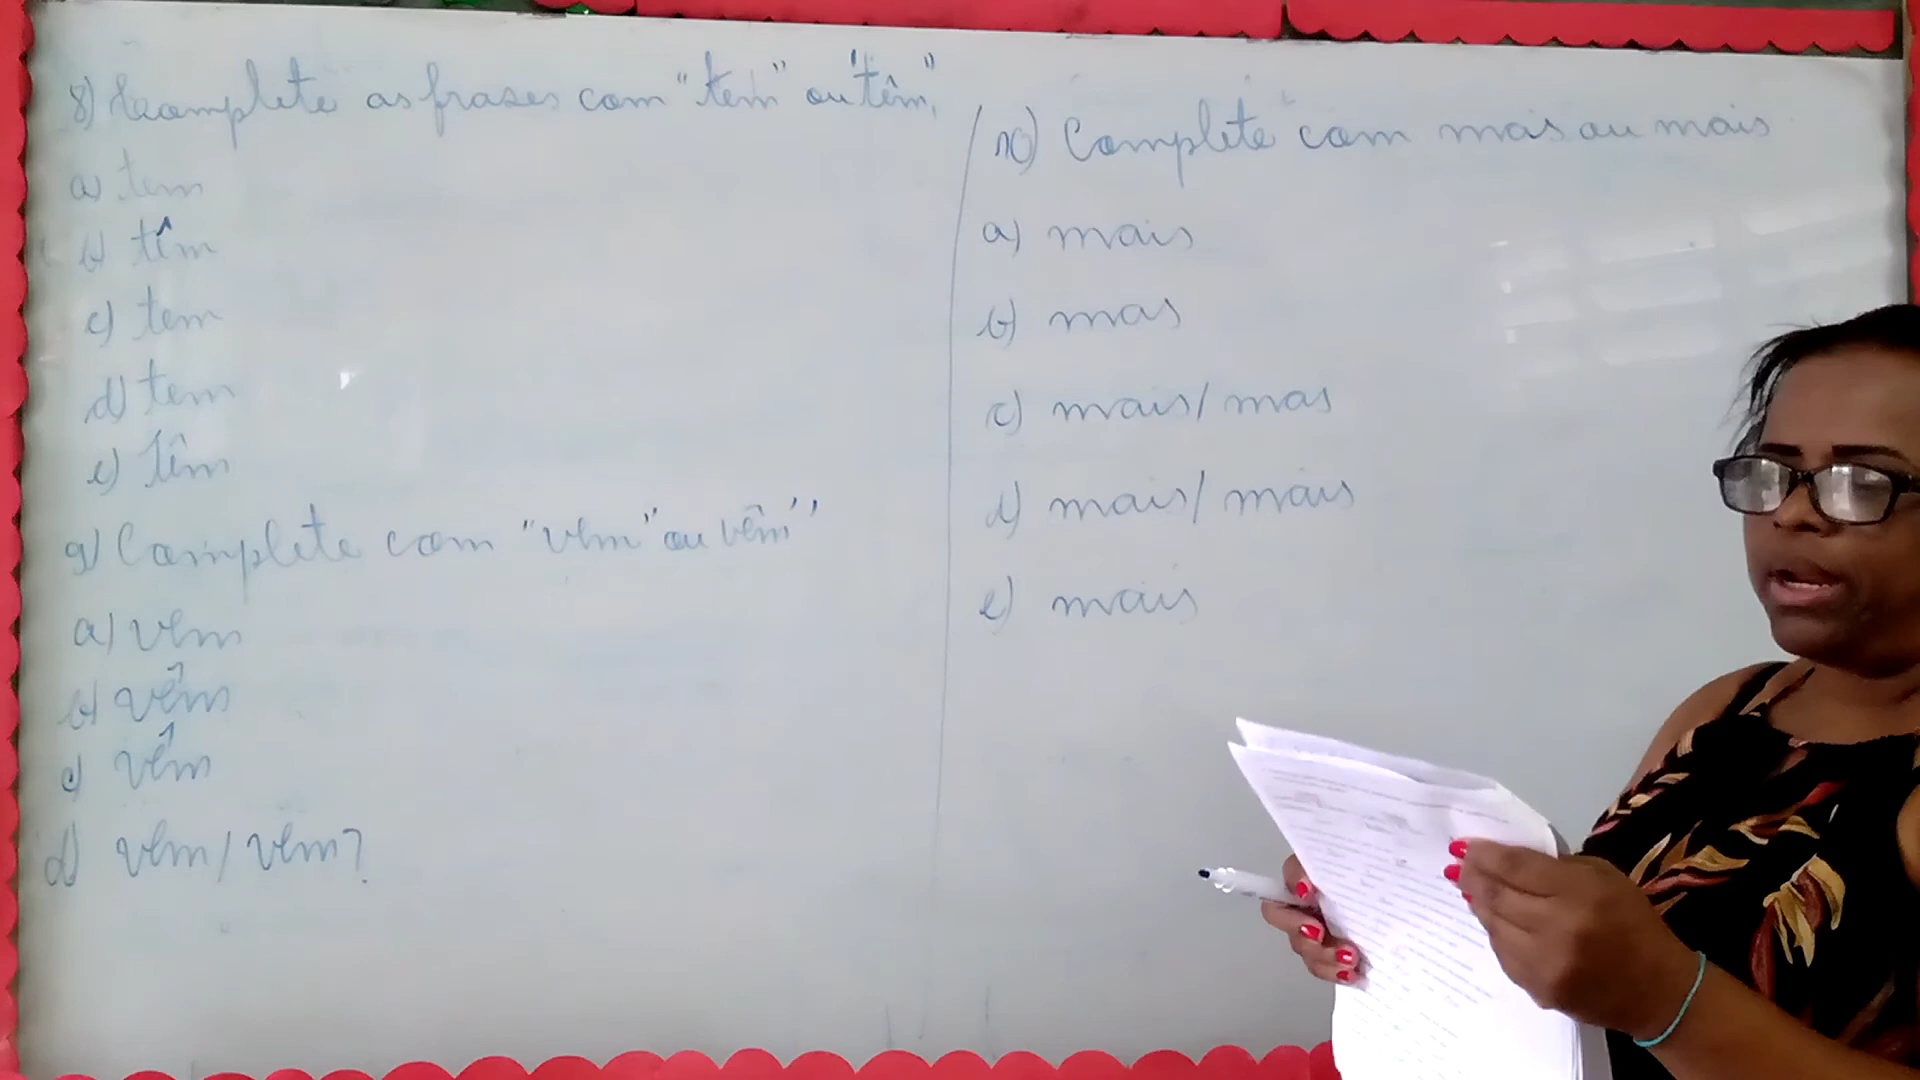 8) Complete as frases com "tem" ou "têm".
a) tem
b) têm
c) tem
d) tem
e) têm
9) Complete com "vem" ou vêm"
a) vem
b) vêm
c) vêm
d) vem / vem?
10) Complete com mas ou mais
a) mais
b) mas
c) mais / mas
d) mais / mais
e) mais